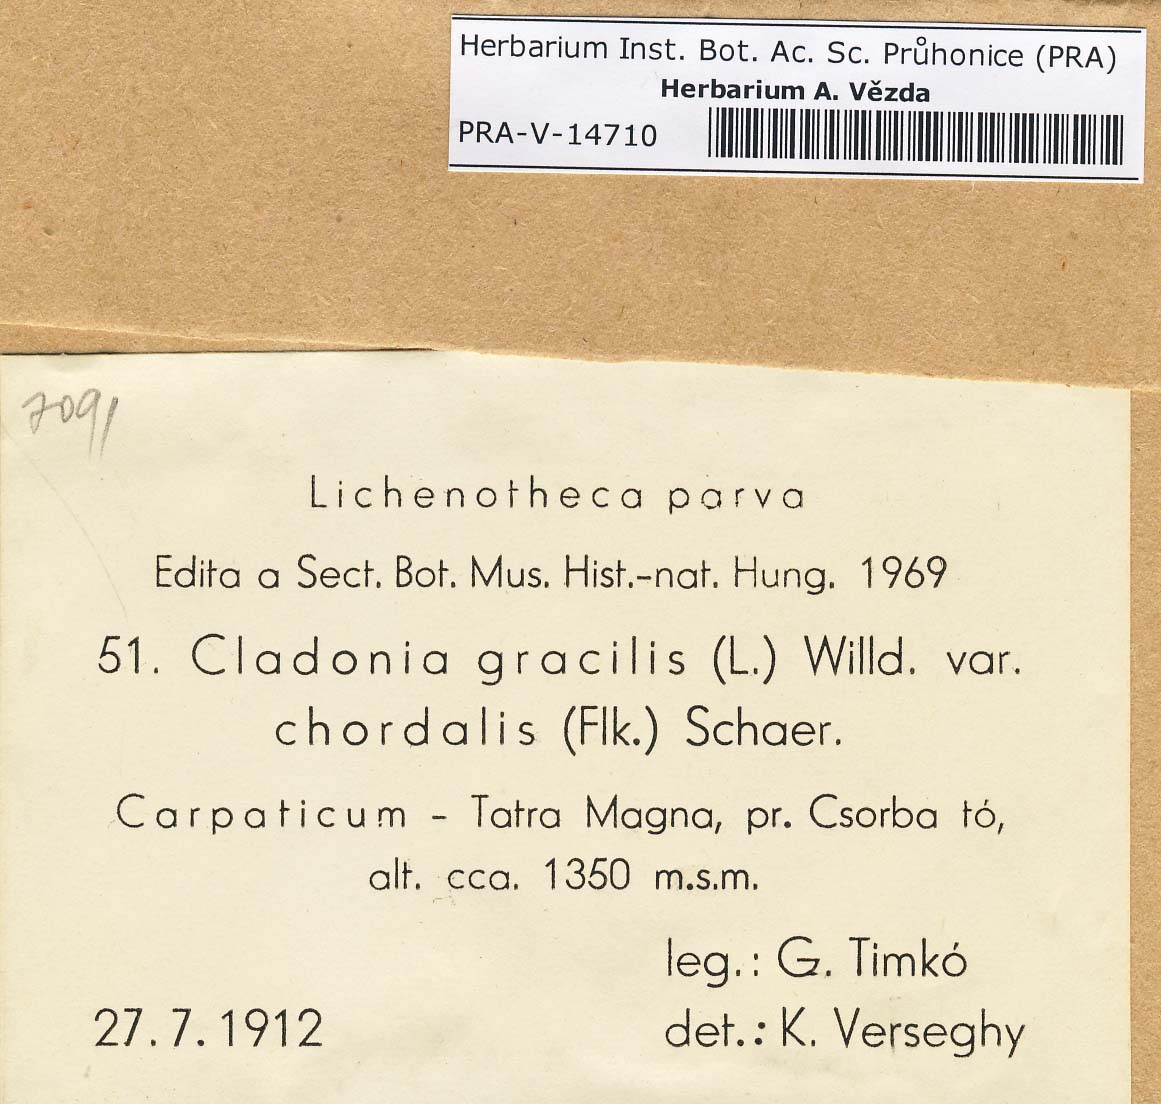 Herbarium Inst. Bot. Ac. Sc. Průhonice (PRA)
Herbarium A. Vězda
PRA-V-14710
7091
Lichenotheca parva
Edita a Sect. Bot. Mus. Hist.-nat. Hung. 1969
51. Cladonia gracilis (L.) Willd. var.
chordalis (Flk.) Schaer.
Carpaticum - Tatra Magna, pr. Csorba tó,
alt. cca. 1350 m.s.m.
leg.: G. Timkó
27.7.1912 det.: K. Verseghy